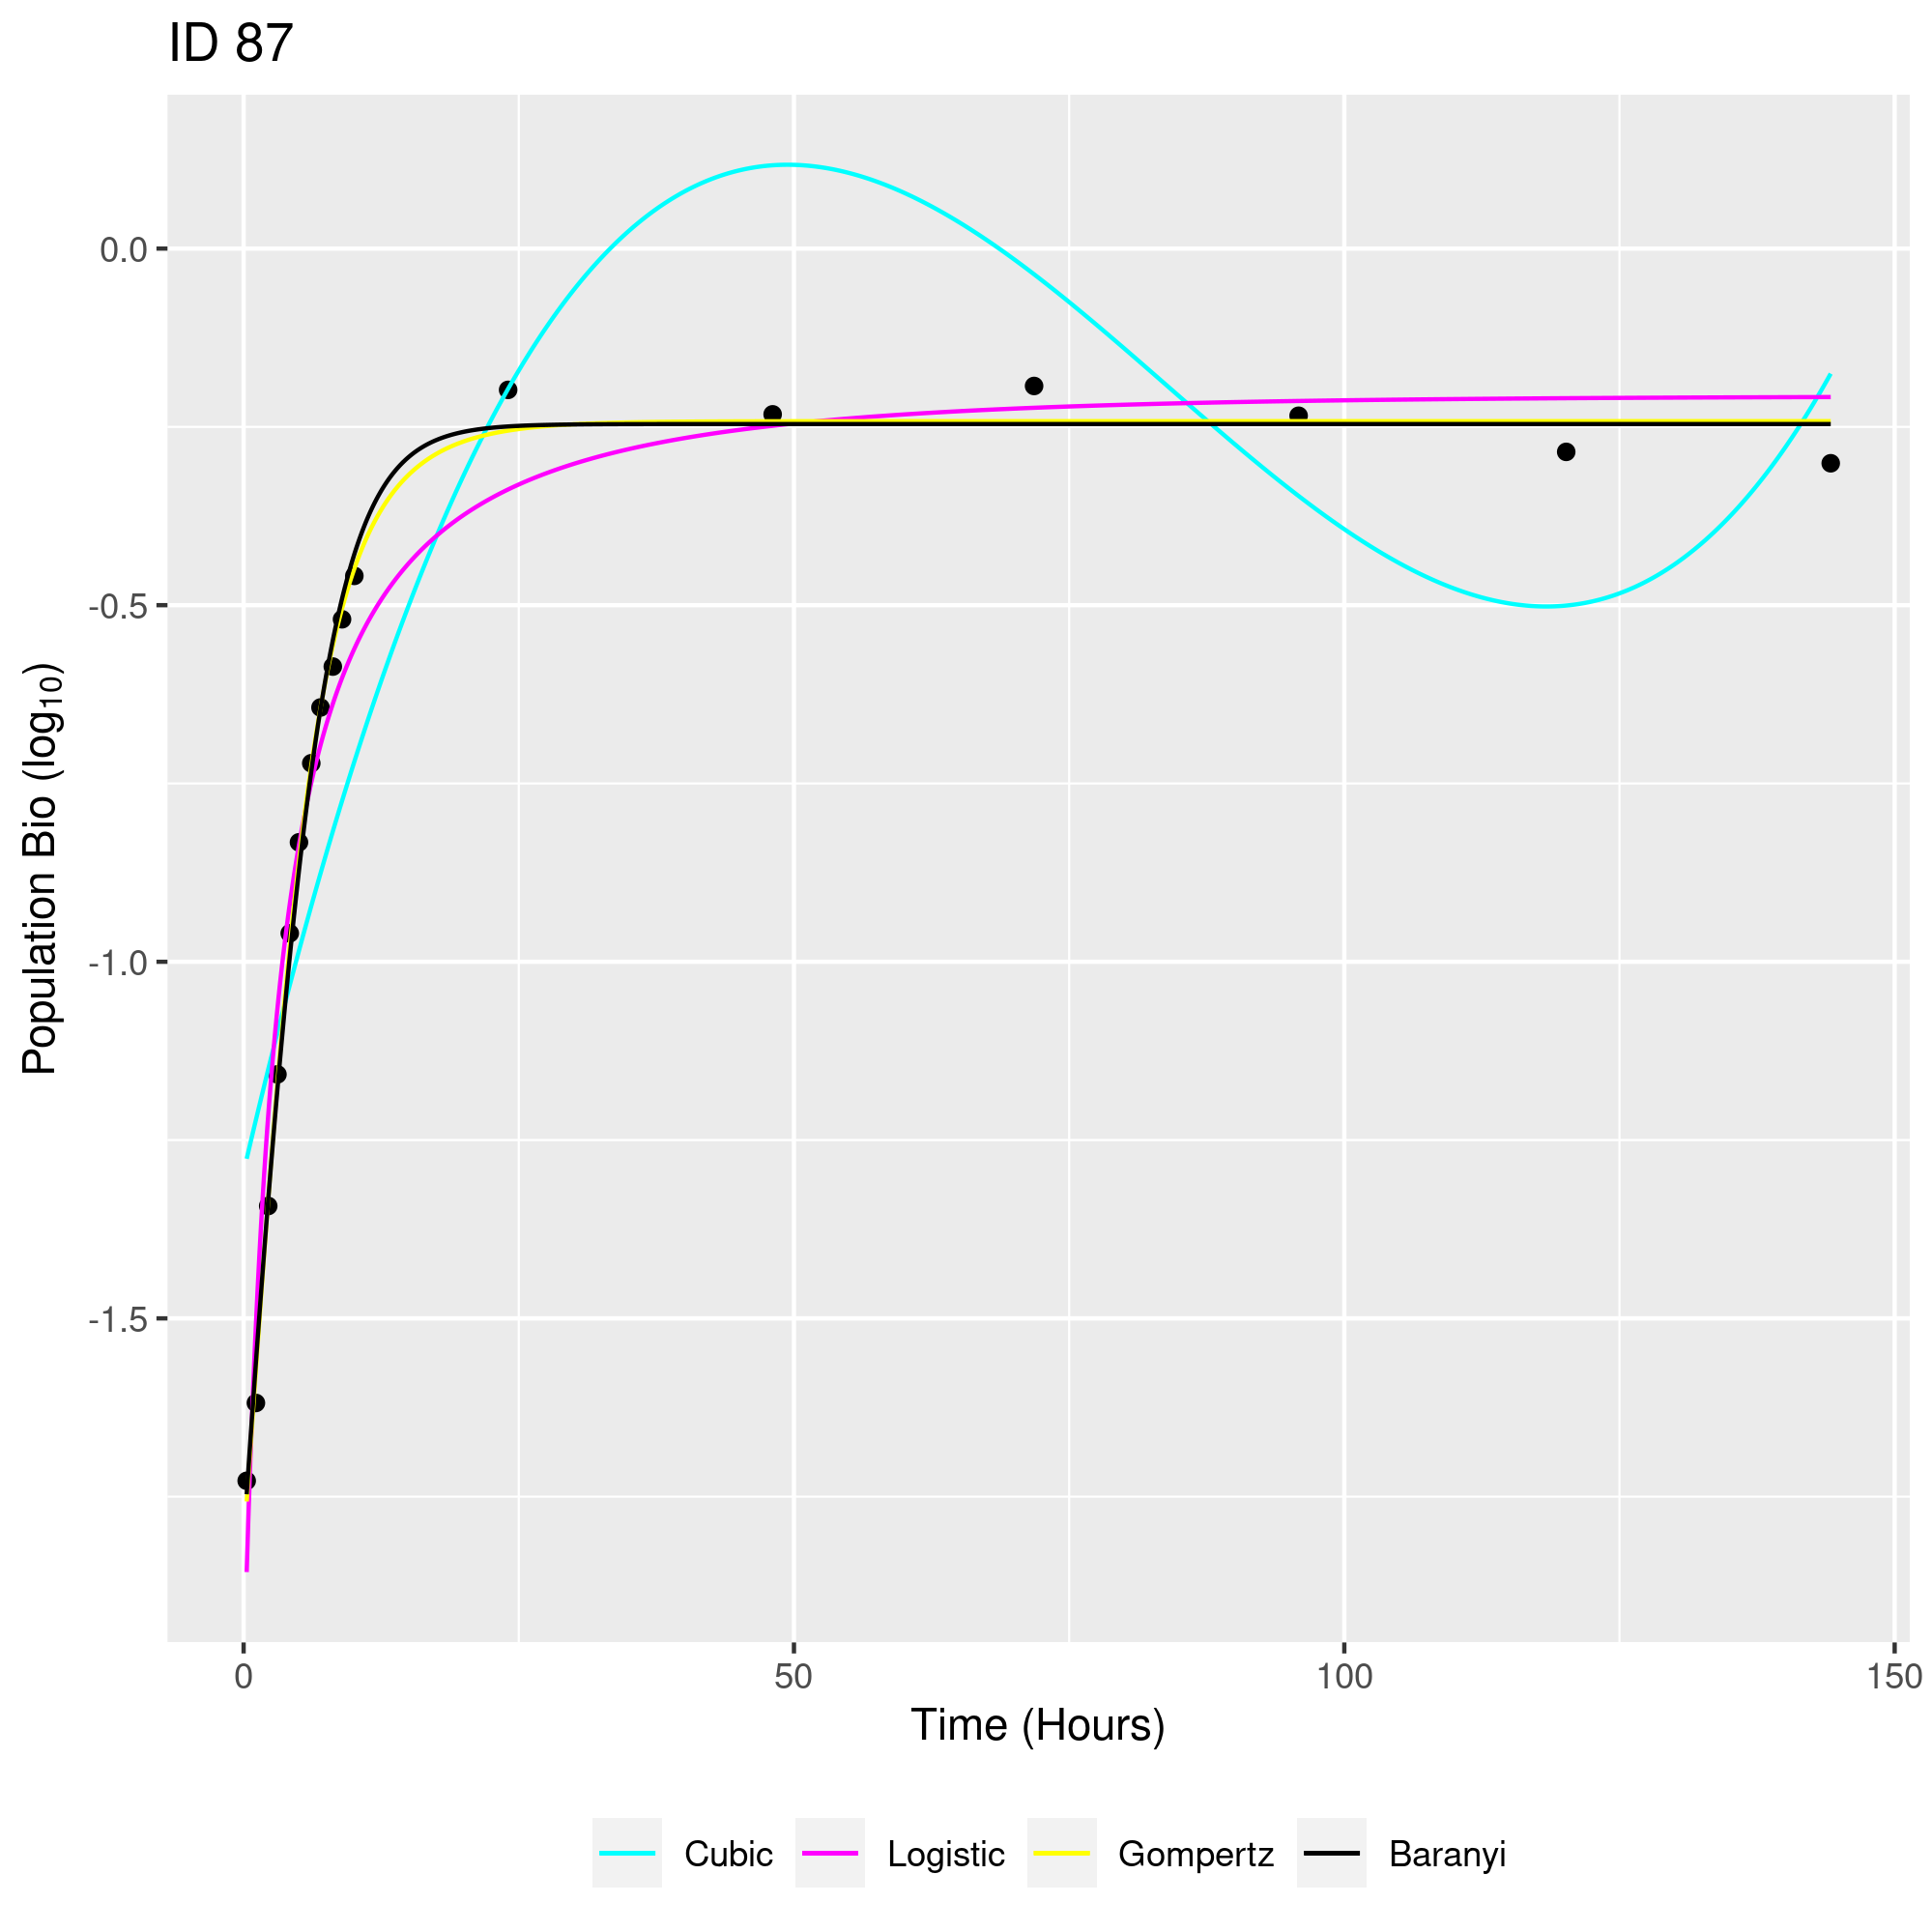 ID 87
Population Bio (log₁₀)
0.0
-0.5
-1.0
-1.5
0 50 100 150
Time (Hours)
Cubic Logistic Gompertz Baranyi